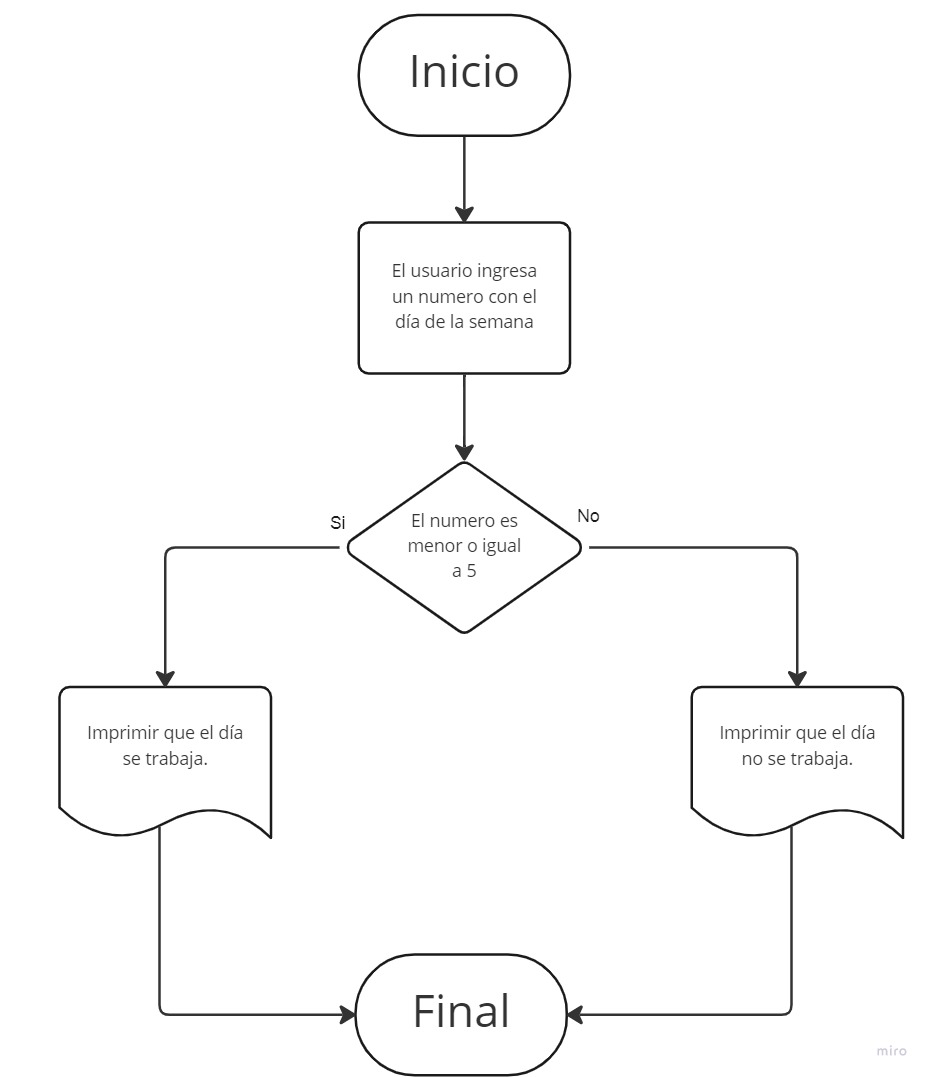 Inicio
El usuario ingresa
un numero con el
día de la semana
Si
No
El numero es
menor o igual
a 5
Imprimir que el día
se trabaja.
Imprimir que el día
no se trabaja.
Final
miro